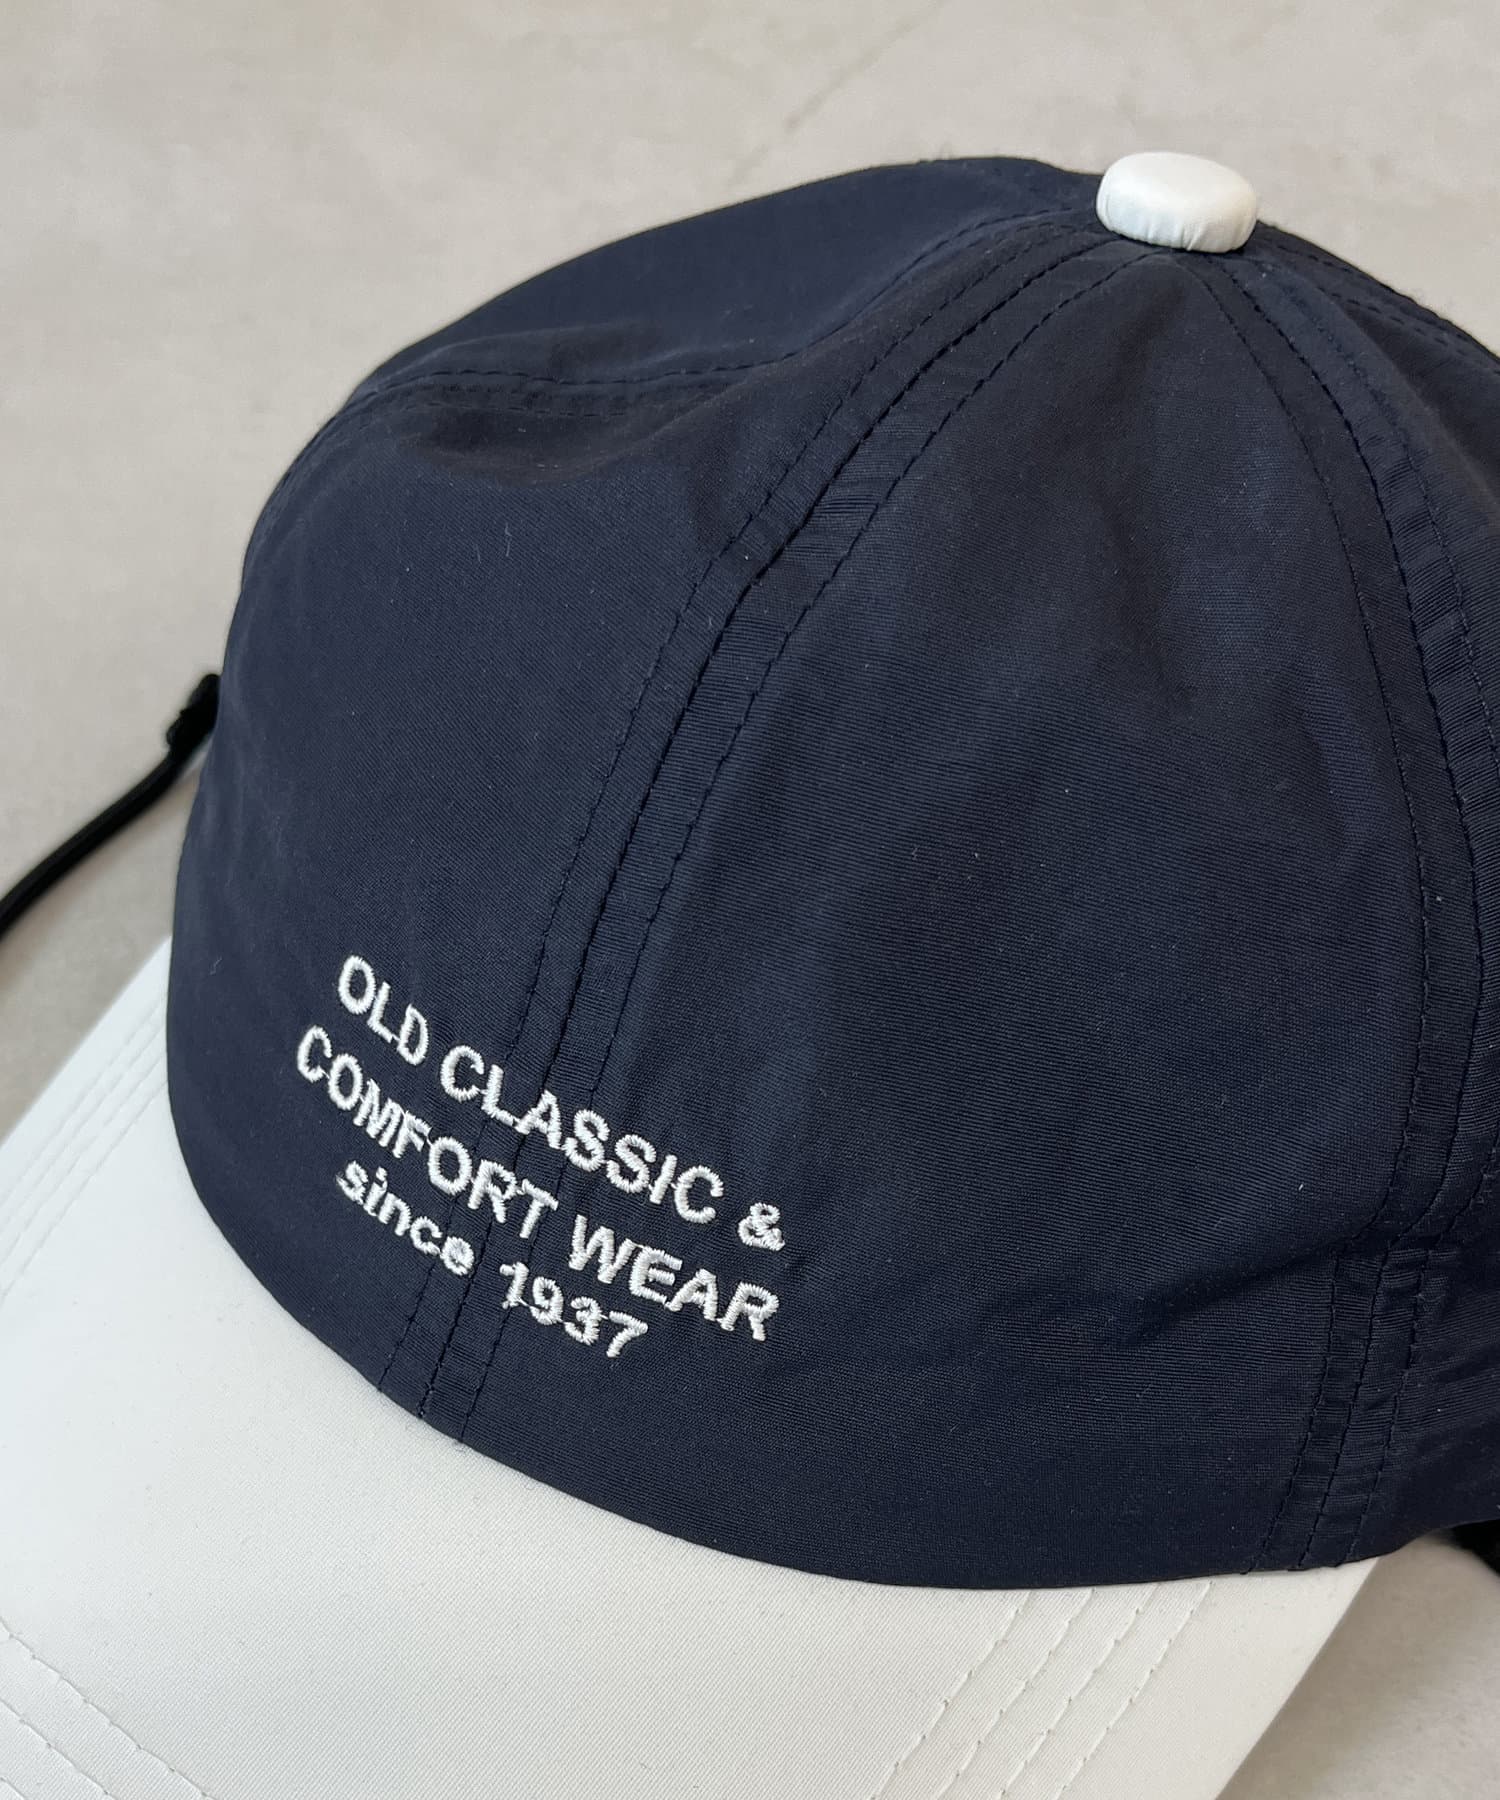 OLD CLASSIC &
COMFORT WEAR
since 1937